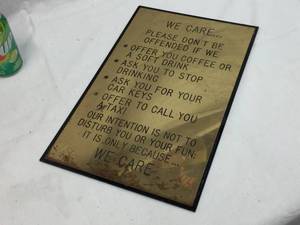 WE CARE...
PLEASE DON'T BE
OFFENDED IF WE:
• OFFER YOU COFFEE OR
A SOFT DRINK
• ASK YOU TO STOP
DRINKING
• ASK YOU FOR YOUR
CAR KEYS
• OFFER TO CALL YOU
A TAXI
OUR INTENTION IS NOT TO
DISTURB YOU OR YOUR FUN;
IT IS ONLY BECAUSE...
WE CARE